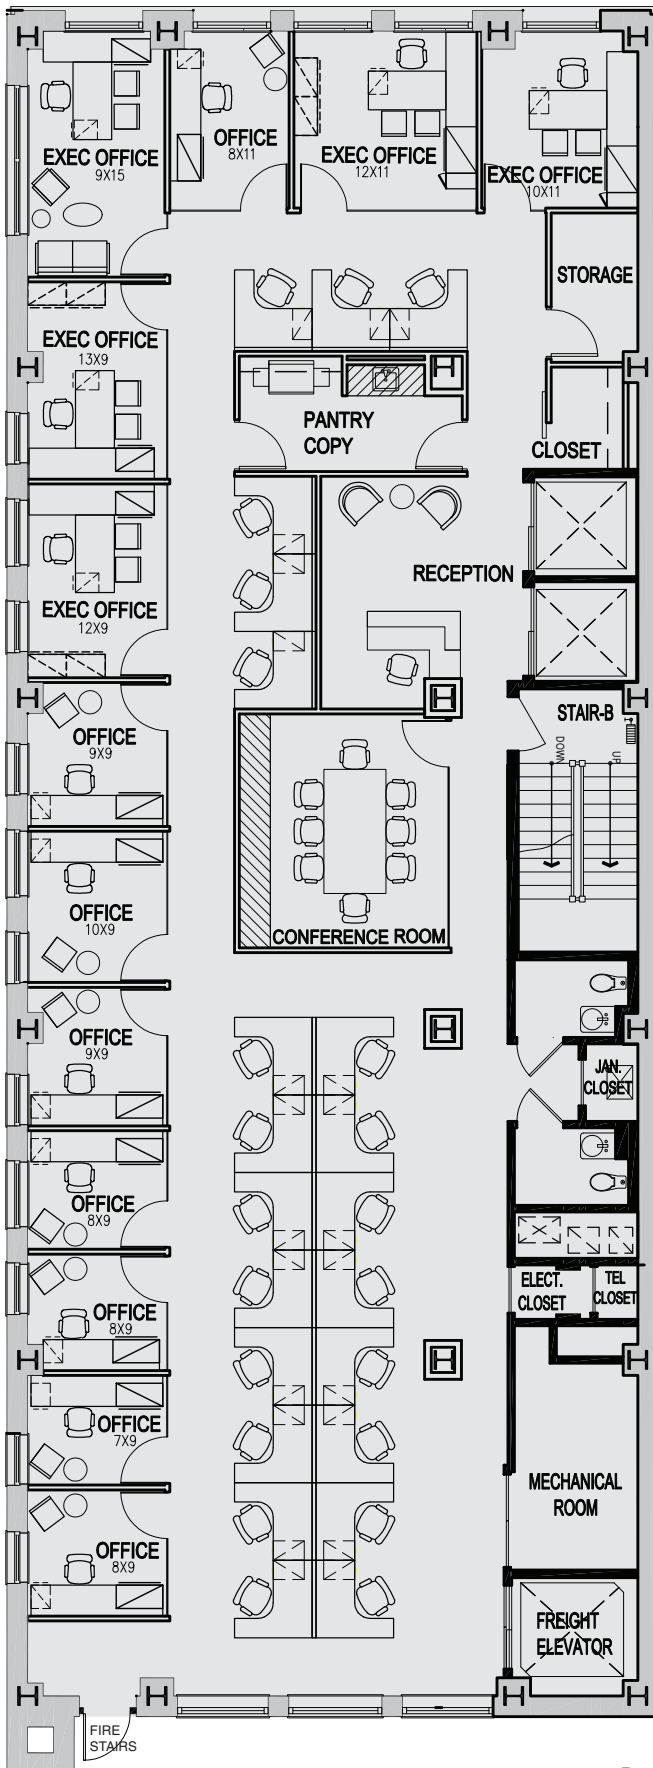 EXEC OFFICE
9X15
OFFICE
8X11
EXEC OFFICE
12X11
EXEC OFFICE
10X11
STORAGE
EXEC OFFICE
13X9
PANTRY
COPY
CLOSET
RECEPTION
EXEC OFFICE
12X9
STAIR-B
DOWN
UP
OFFICE
9X9
OFFICE
10X9
CONFERENCE ROOM
OFFICE
9X9
JAN.
CLOSET
OFFICE
8X9
ELECT.
CLOSET
TEL
CLOSET
OFFICE
8X9
OFFICE
7X9
MECHANICAL
ROOM
OFFICE
8X9
FREIGHT
ELEVATOR
FIRE
STAIRS